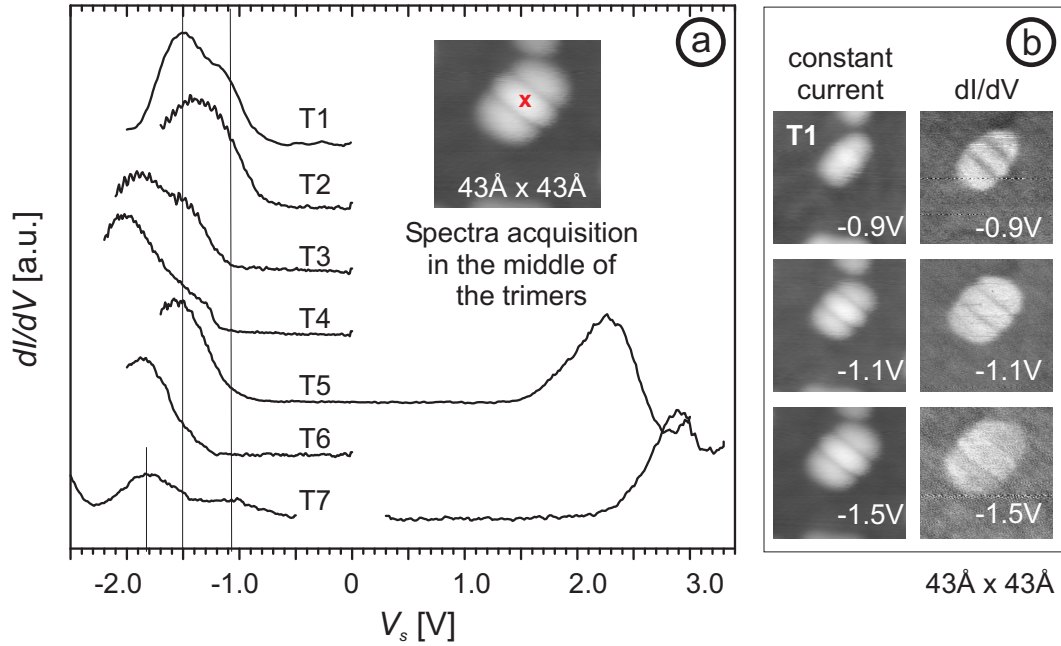 a
x
43Å x 43Å
Spectra acquisition
in the middle of
the trimers
T1
T2
T3
T4
T5
T6
T7
dI/dV [a.u.]
-2.0 -1.0 0 1.0 2.0 3.0
Vₛ [V]
b
constant
current
dI/dV
T1
-0.9V -0.9V
-1.1V -1.1V
-1.5V -1.5V
43Å x 43Å